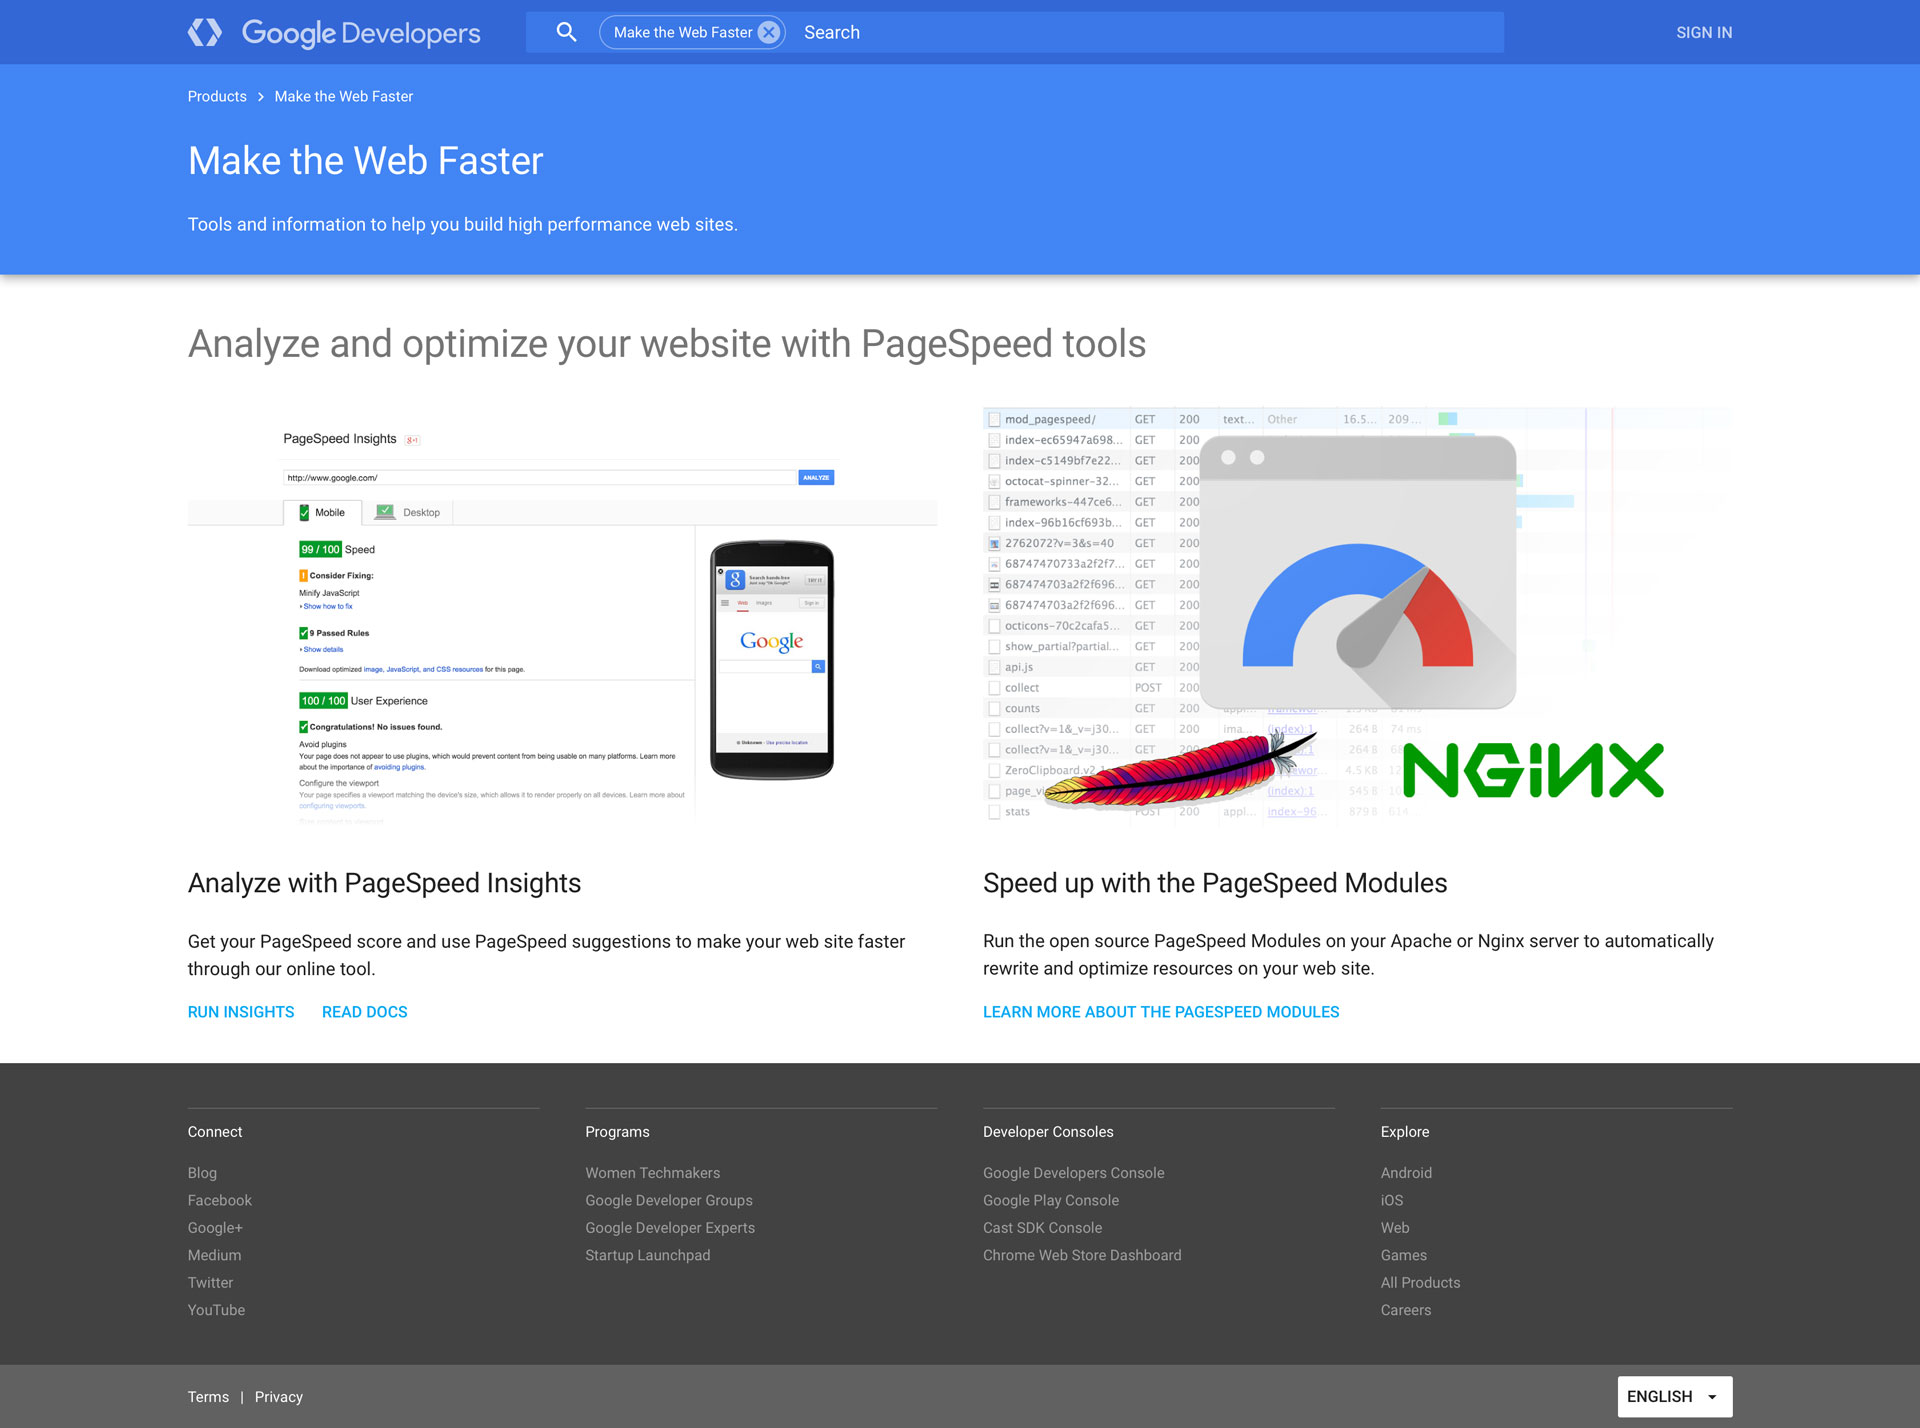 Google Developers
Make the Web Faster
Search
SIGN IN
Products > Make the Web Faster
Make the Web Faster
Tools and information to help you build high performance web sites.
Analyze and optimize your website with PageSpeed tools
PageSpeed Insights
http://www.google.com/
ANALYZE
Mobile
Desktop
99 / 100 Speed
! Consider Fixing:
Minify JavaScript
Show how to fix
9 Passed Rules
Show details
Download optimized image, JavaScript, and CSS resources for this page.
100 / 100 User Experience
Congratulations! No issues found.
Avoid plugins
Your page does not appear to use plugins, which would prevent content from being usable on many platforms. Learn more
about the importance of avoiding plugins.
Configure the viewport
Your page specifies a viewport matching the device's size, which allows it to render properly on all devices. Learn more about
configuring viewports.
Size content to viewport
Web Images Sign in
Google
Unknown - Use precise location
mod_pagespeed/ GET 200 text... Other 16.5... 209 ...
index-ec65947a698... GET 200
index-c5149bf7e22... GET 200
octocat-spinner-32... GET 200
frameworks-447ce6... GET 200
index-96b16cf693b... GET 200
2762072?v=3&s=40 GET 200
68747470733a2f2f7... GET 200
687474703a2f2f696... GET 200
687474703a2f2f696... GET 200
octicons-70c2cafa5... GET 200
show_partial?partial... GET 200
api.js GET 200
collect POST 200
counts GET 200
collect?v=1&_v=j30... GET 200 ima... (index):1 264 B 74 ms
collect?v=1&_v=j30... GET 264 B
ZeroClipboard.v2.1 4.5 KB
page_vi (index):1 545 B
stats POST 200 appl... index-96... 879 B 614...
NGiNX
Analyze with PageSpeed Insights
Get your PageSpeed score and use PageSpeed suggestions to make your web site faster
through our online tool.
RUN INSIGHTS READ DOCS
Speed up with the PageSpeed Modules
Run the open source PageSpeed Modules on your Apache or Nginx server to automatically
rewrite and optimize resources on your web site.
LEARN MORE ABOUT THE PAGESPEED MODULES
Connect
Blog
Facebook
Google+
Medium
Twitter
YouTube
Programs
Women Techmakers
Google Developer Groups
Google Developer Experts
Startup Launchpad
Developer Consoles
Google Developers Console
Google Play Console
Cast SDK Console
Chrome Web Store Dashboard
Explore
Android
iOS
Web
Games
All Products
Careers
Terms | Privacy
ENGLISH